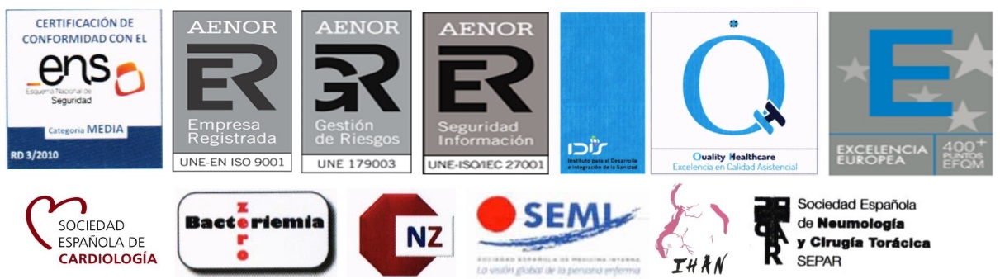 CERTIFICACIÓN DE
CONFORMIDAD CON EL
ens
Esquema Nacional de
Seguridad
Categoría MEDIA
RD 3/2010
AENOR
ER
Empresa
Registrada
UNE-EN ISO 9001
AENOR
GR
Gestión
de Riesgos
UNE 179003
AENOR
ER
Seguridad
Información
UNE-ISO/IEC 27001
IDIS
Instituto para el Desarrollo
e Integración de la Sanidad
QH
Quality Healthcare
Excelencia en Calidad Asistencial
E
EXCELENCIA
EUROPEA
400+
PUNTOS
EFQM
SOCIEDAD
ESPAÑOLA DE
CARDIOLOGÍA
Bacteriemia
zero
NZ
SEMI
SOCIEDAD ESPAÑOLA DE MEDICINA INTERNA
La visión global de la persona enferma
IHAN
SEPAR
Sociedad Española
de Neumología
y Cirugía Torácica
SEPAR